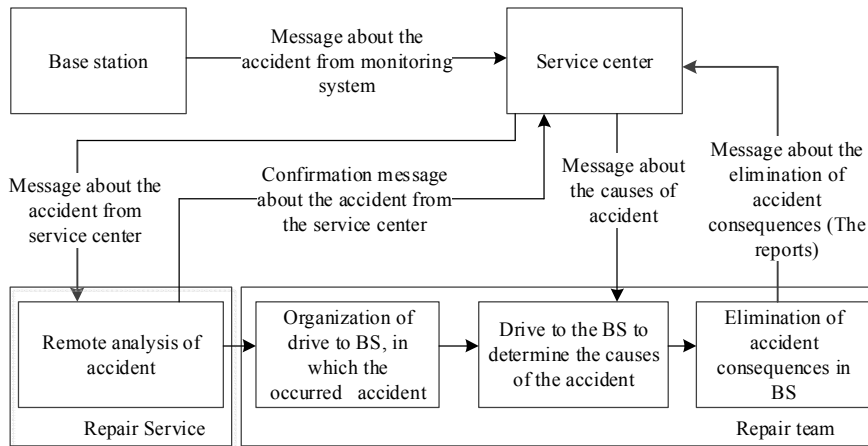 Base station
Message about the
accident from monitoring
system
Service center
Message about the
accident from
service center
Confirmation message
about the accident from
the service center
Message about
the causes of
accident
Message about the
elimination of
accident
consequences (The
reports)
Remote analysis of
accident
Organization of
drive to BS, in
which the
occurred accident
Drive to the BS to
determine the causes
of the accident
Elimination of
accident
consequences in
BS
Repair Service
Repair team